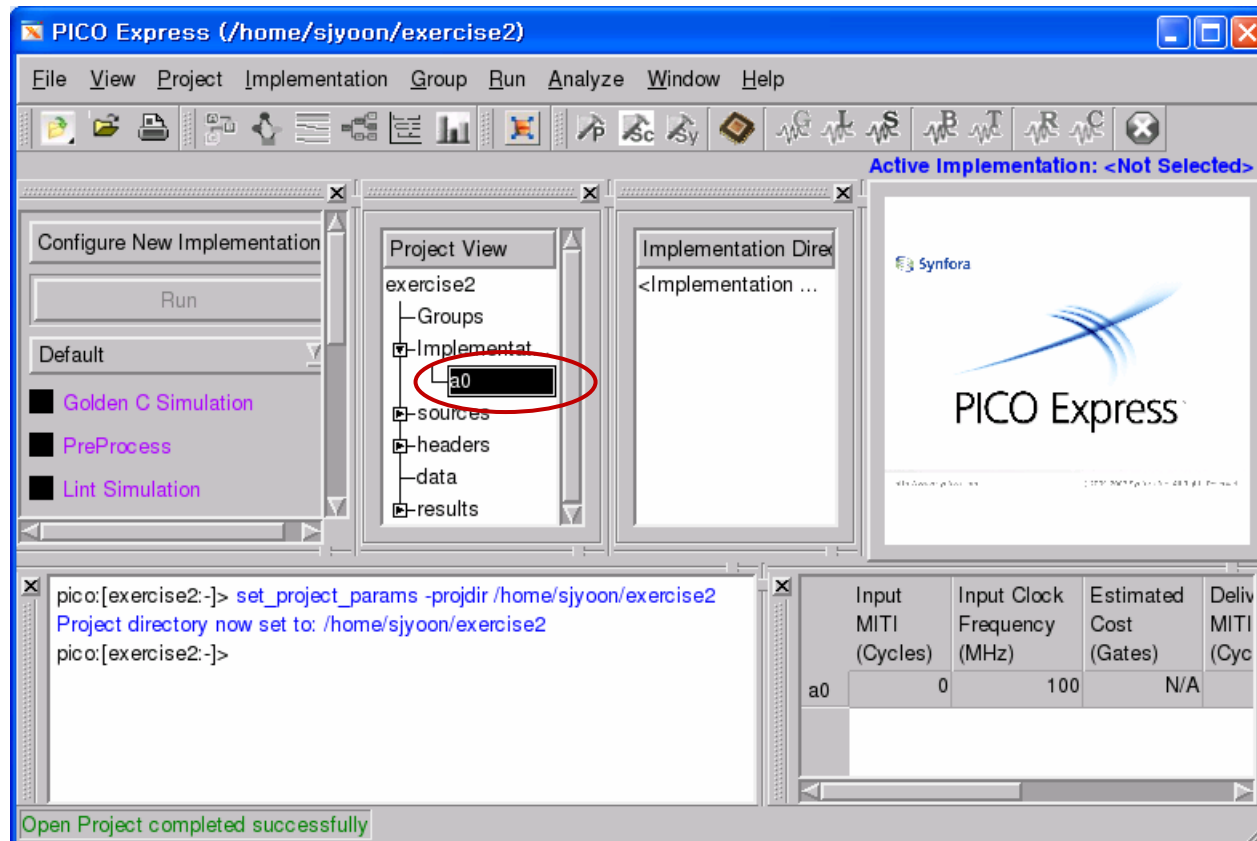 PICO Express (/home/sjyoon/exercise2)
File View Project Implementation Group Run Analyze Window Help
P Sc Sy G L S B T R C
Active Implementation: <Not Selected>
Configure New Implementation
Run
Default
Golden C Simulation
PreProcess
Lint Simulation
Project View
exercise2
Groups
Implementat ...
a0
sources
headers
data
results
Implementation Direc
<Implementation ...
Synfora
PICO Express
pico:[exercise2:-]> set_project_params -projdir /home/sjyoon/exercise2
Project directory now set to: /home/sjyoon/exercise2
pico:[exercise2:-]>
Input Input Clock Estimated Deliv
MITI Frequency Cost MITI
(Cycles) (MHz) (Gates) (Cyc
a0 0 100 N/A
Open Project completed successfully